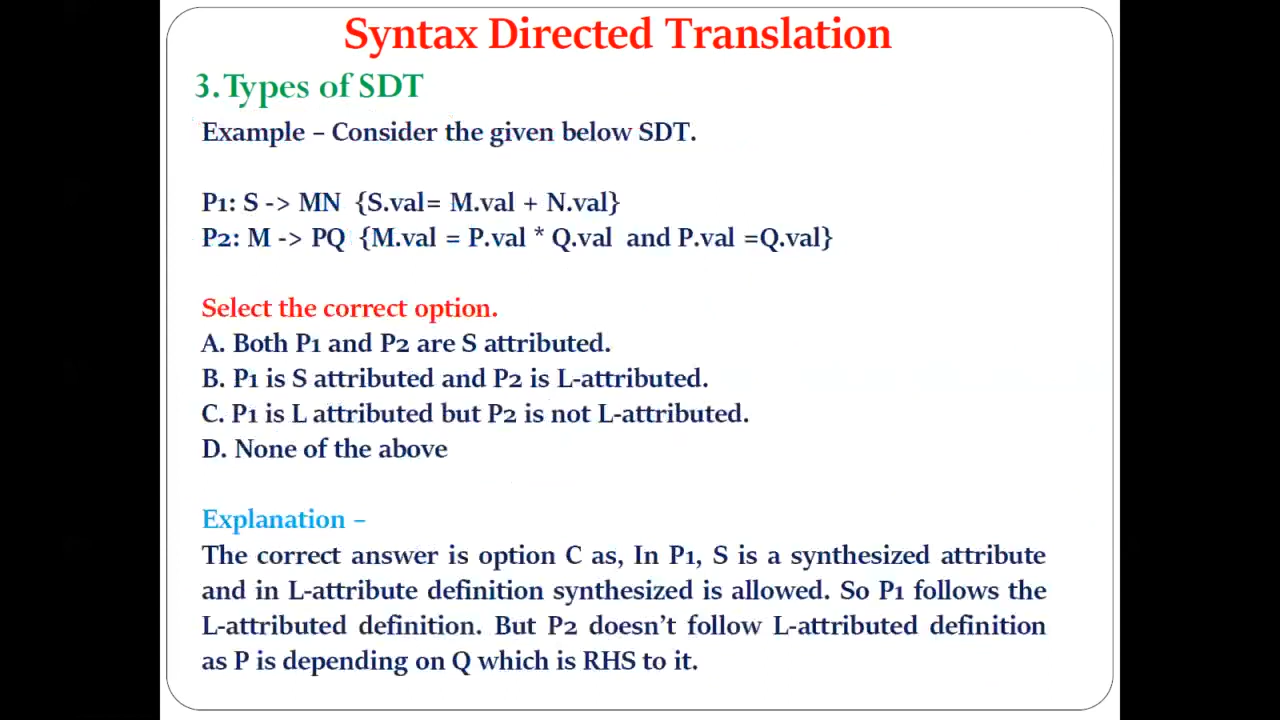 Syntax Directed Translation
3. Types of SDT
Example – Consider the given below SDT.
P1: S -> MN {S.val= M.val + N.val}
P2: M -> PQ {M.val = P.val * Q.val and P.val =Q.val}
Select the correct option.
A. Both P1 and P2 are S attributed.
B. P1 is S attributed and P2 is L-attributed.
C. P1 is L attributed but P2 is not L-attributed.
D. None of the above
Explanation –
The correct answer is option C as, In P1, S is a synthesized attribute
and in L-attribute definition synthesized is allowed. So P1 follows the
L-attributed definition. But P2 doesn't follow L-attributed definition
as P is depending on Q which is RHS to it.